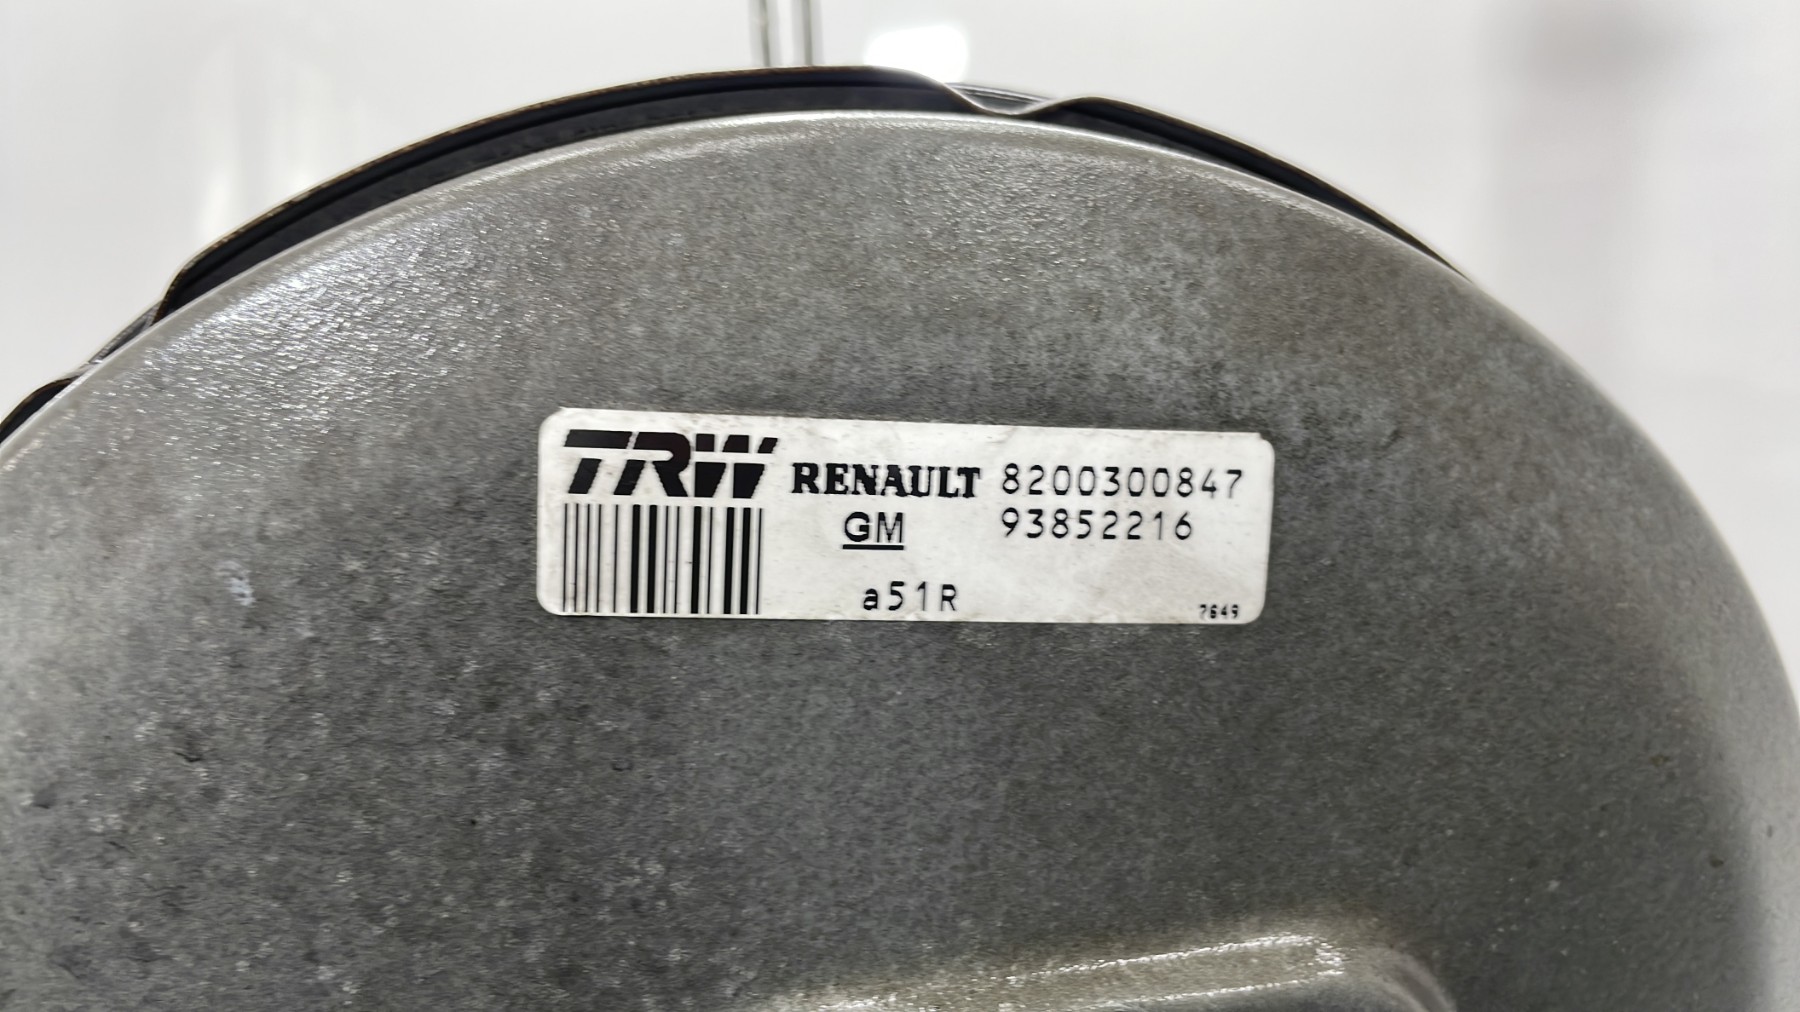 TRW RENAULT 8200300847
GM 93852216
a51R 7649